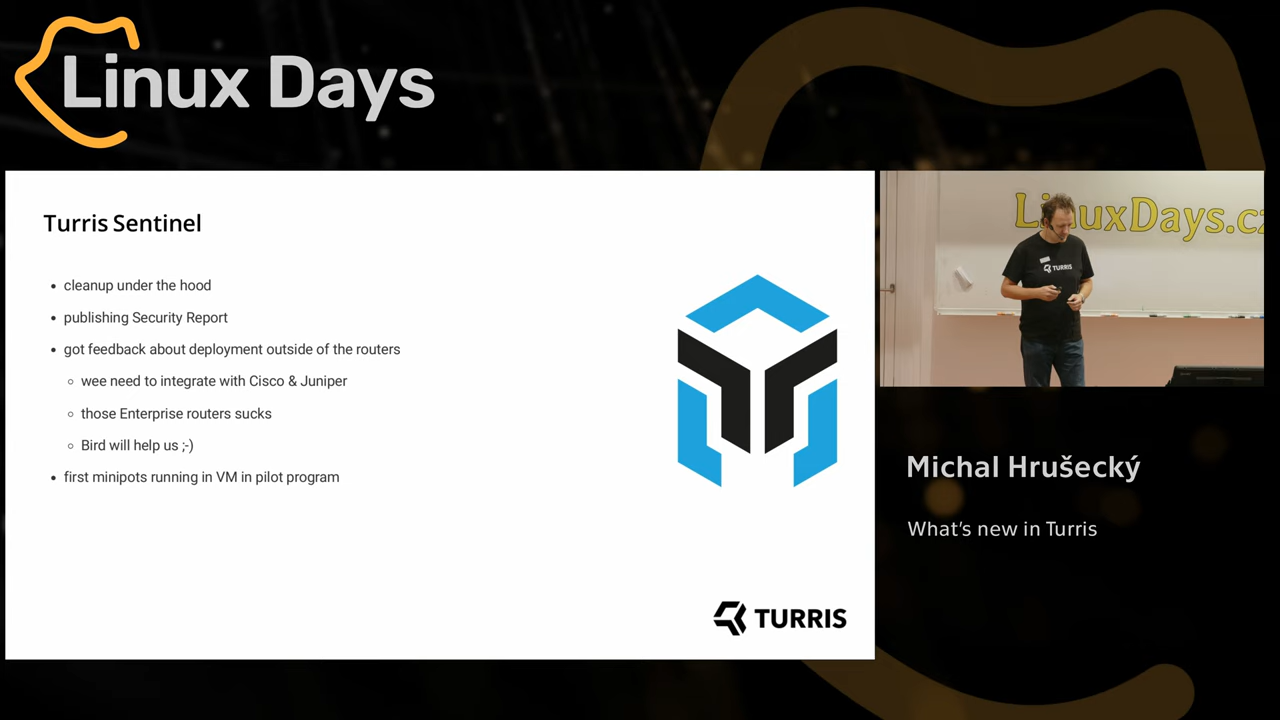 Linux Days
Turris Sentinel
cleanup under the hood
publishing Security Report
got feedback about deployment outside of the routers
wee need to integrate with Cisco & Juniper
those Enterprise routers sucks
Bird will help us ;-)
first minipots running in VM in pilot program
TURRIS
LinuxDays.cz
TURRIS
Michal Hrušecký
What's new in Turris